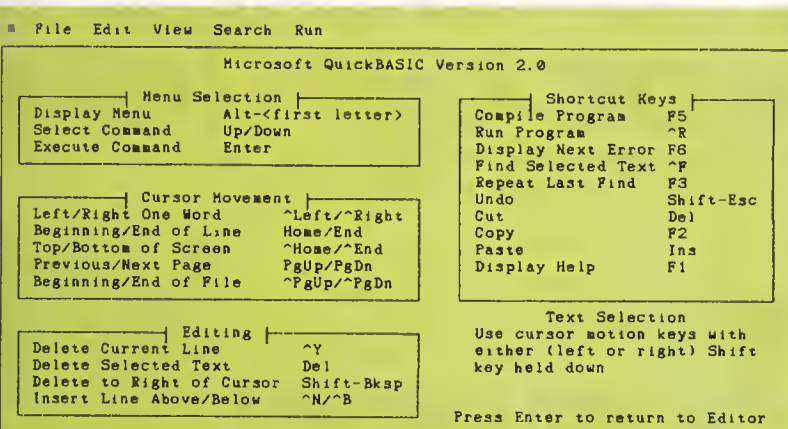 File Edit View Search Run
Microsoft QuickBASIC Version 2.0
Menu Selection
Display Menu Alt-<first letter>
Select Command Up/Down
Execute Command Enter
Cursor Movement
Left/Right One Word ^Left/^Right
Beginning/End of Line Home/End
Top/Bottom of Screen ^Home/^End
Previous/Next Page PgUp/PgDn
Beginning/End of File ^PgUp/^PgDn
Editing
Delete Current Line ^Y
Delete Selected Text Del
Delete to Right of Cursor Shift-Bksp
Insert Line Above/Below ^N/^B
Shortcut Keys
Compile Program F5
Run Program ^R
Display Next Error F6
Find Selected Text ^F
Repeat Last Find F3
Undo Shift-Esc
Cut Del
Copy F2
Paste Ins
Display Help F1
Text Selection
Use cursor motion keys with
either (left or right) Shift
key held down
Press Enter to return to Editor